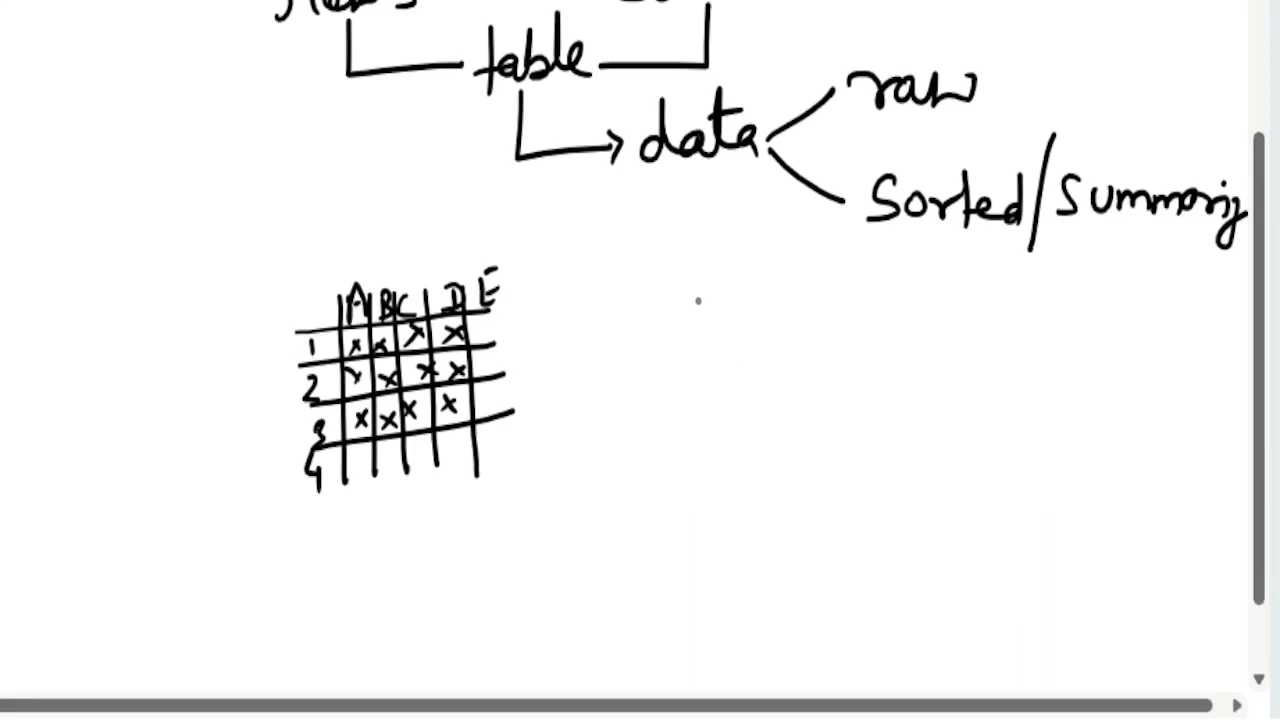 table
data
raw
Sorted/Summariz
A B C D E
1 x x x x
2 x x x x
3 x x x x
4